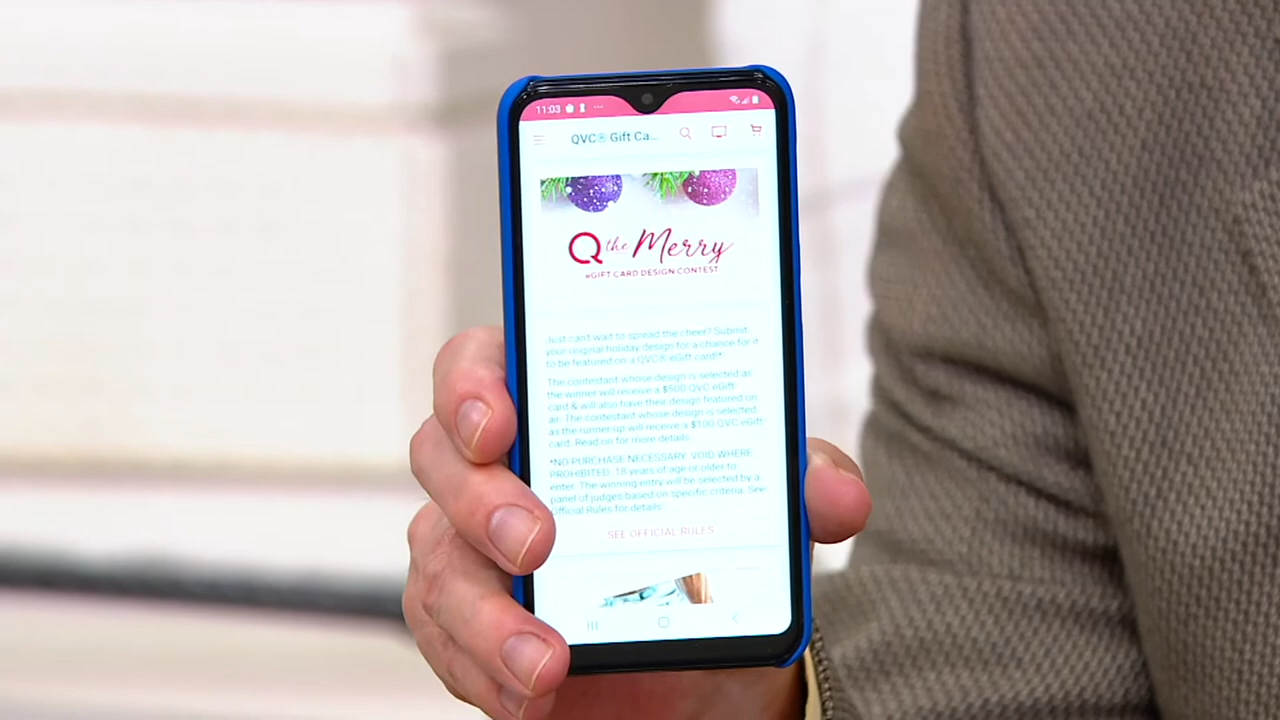 11:03
QVC® Gift Ca...
Q the Merry
eGIFT CARD DESIGN CONTEST
Just can't wait to spread the cheer? Submit
your original holiday design for a chance for it
to be featured on a QVC® eGift card!*
The contestant whose design is selected as
the winner will receive a $500 QVC eGift
card & will also have their design featured on
air. The contestant whose design is selected
as the runner-up will receive a $100 QVC eGift
card. Read on for more details.
*NO PURCHASE NECESSARY. VOID WHERE
PROHIBITED. 18 years of age or older to
enter. The winning entry will be selected by a
panel of judges based on specific criteria. See
Official Rules for details.
SEE OFFICIAL RULES